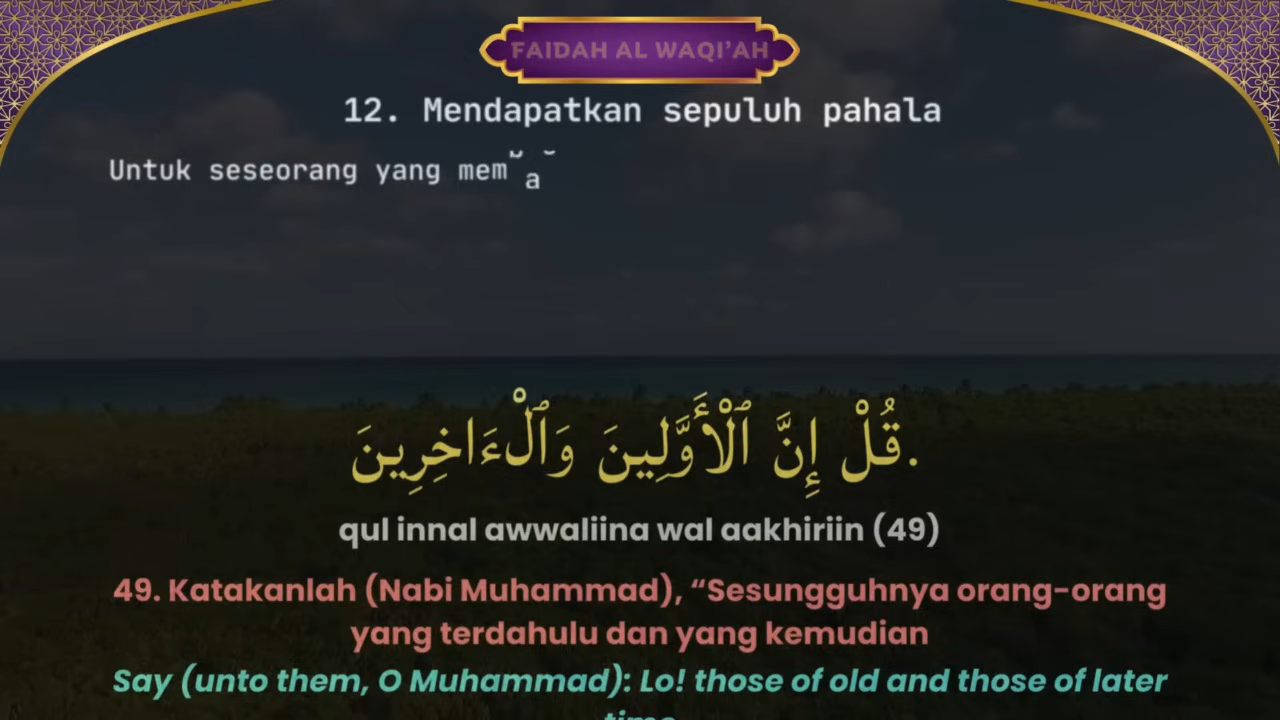 FAIDAH AL WAQI'AH
12. Mendapatkan sepuluh pahala
Untuk seseorang yang
قُلْ إِنَّ ٱلْأَوَّلِينَ وَٱلْءَاخِرِينَ.
qul innal awwaliina wal aakhiriin (49)
49. Katakanlah (Nabi Muhammad), “Sesungguhnya orang-orang
yang terdahulu dan yang kemudian
Say (unto them, O Muhammad): Lo! those of old and those of later